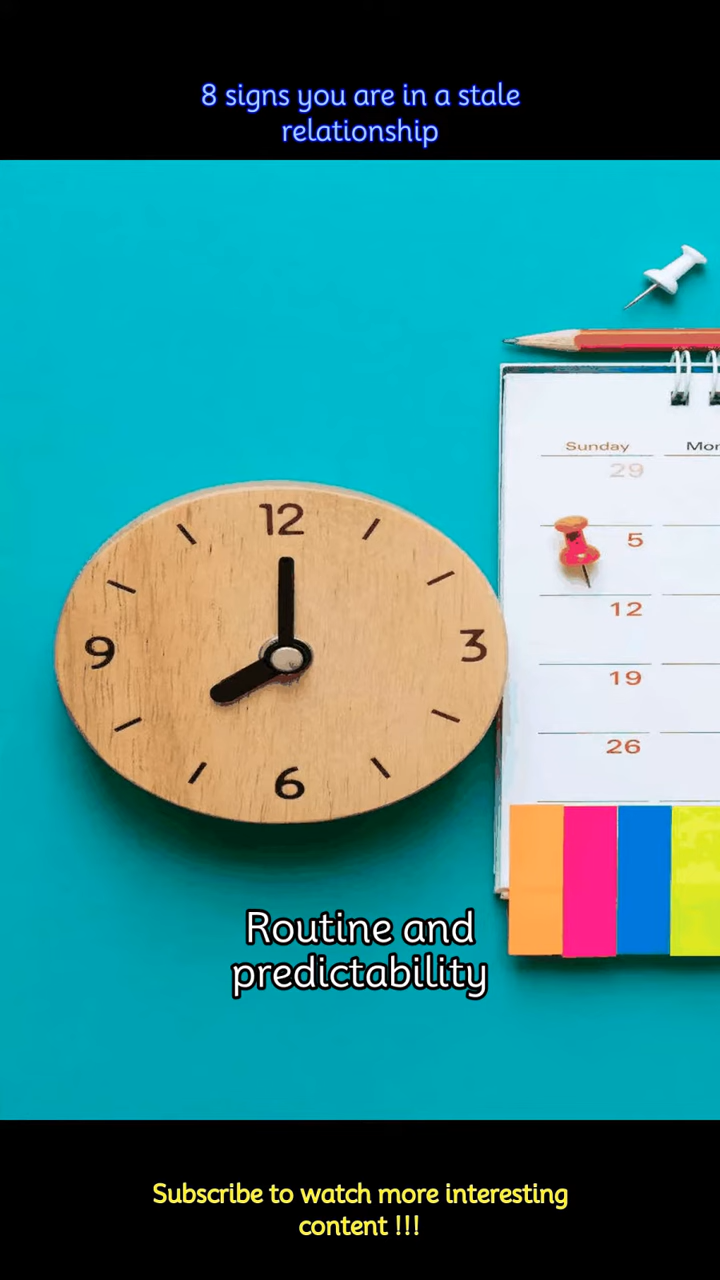 8 signs you are in a stale
relationship
Sunday
Mon
29
5
12
19
26
12
9
3
6
Routine and
predictability
Subscribe to watch more interesting
content !!!